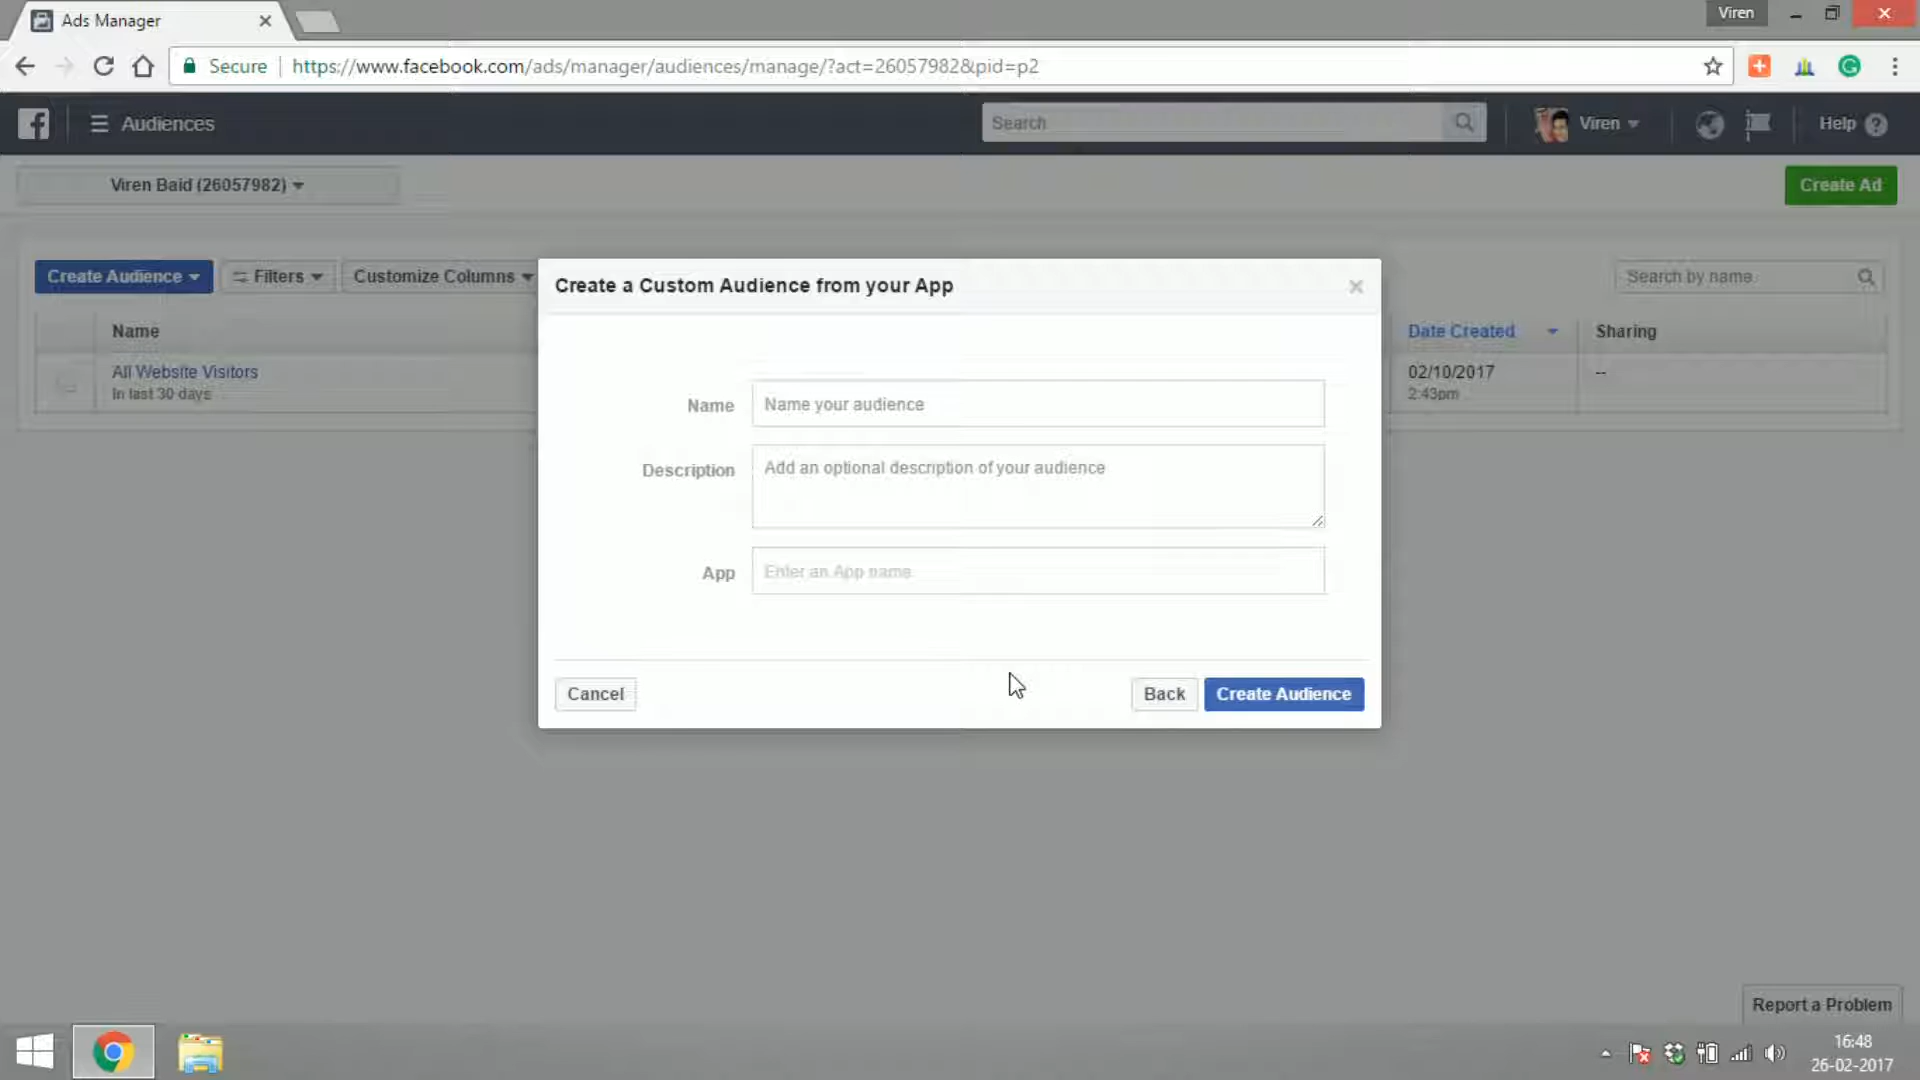 Ads Manager
Viren
Secure
https://www.facebook.com/ads/manager/audiences/manage/?act=26057982&pid=p2
Audiences
Search
Viren
Help
Viren Baid (26057982)
Create Ad
Create Audience
Filters
Customize Columns
Search by name
Name
Date Created
Sharing
All Website Visitors
In last 30 days
02/10/2017
2:43pm
--
Create a Custom Audience from your App
Name
Name your audience
Description
Add an optional description of your audience
App
Enter an App name
Cancel
Back
Create Audience
Report a Problem
16:48
26-02-2017